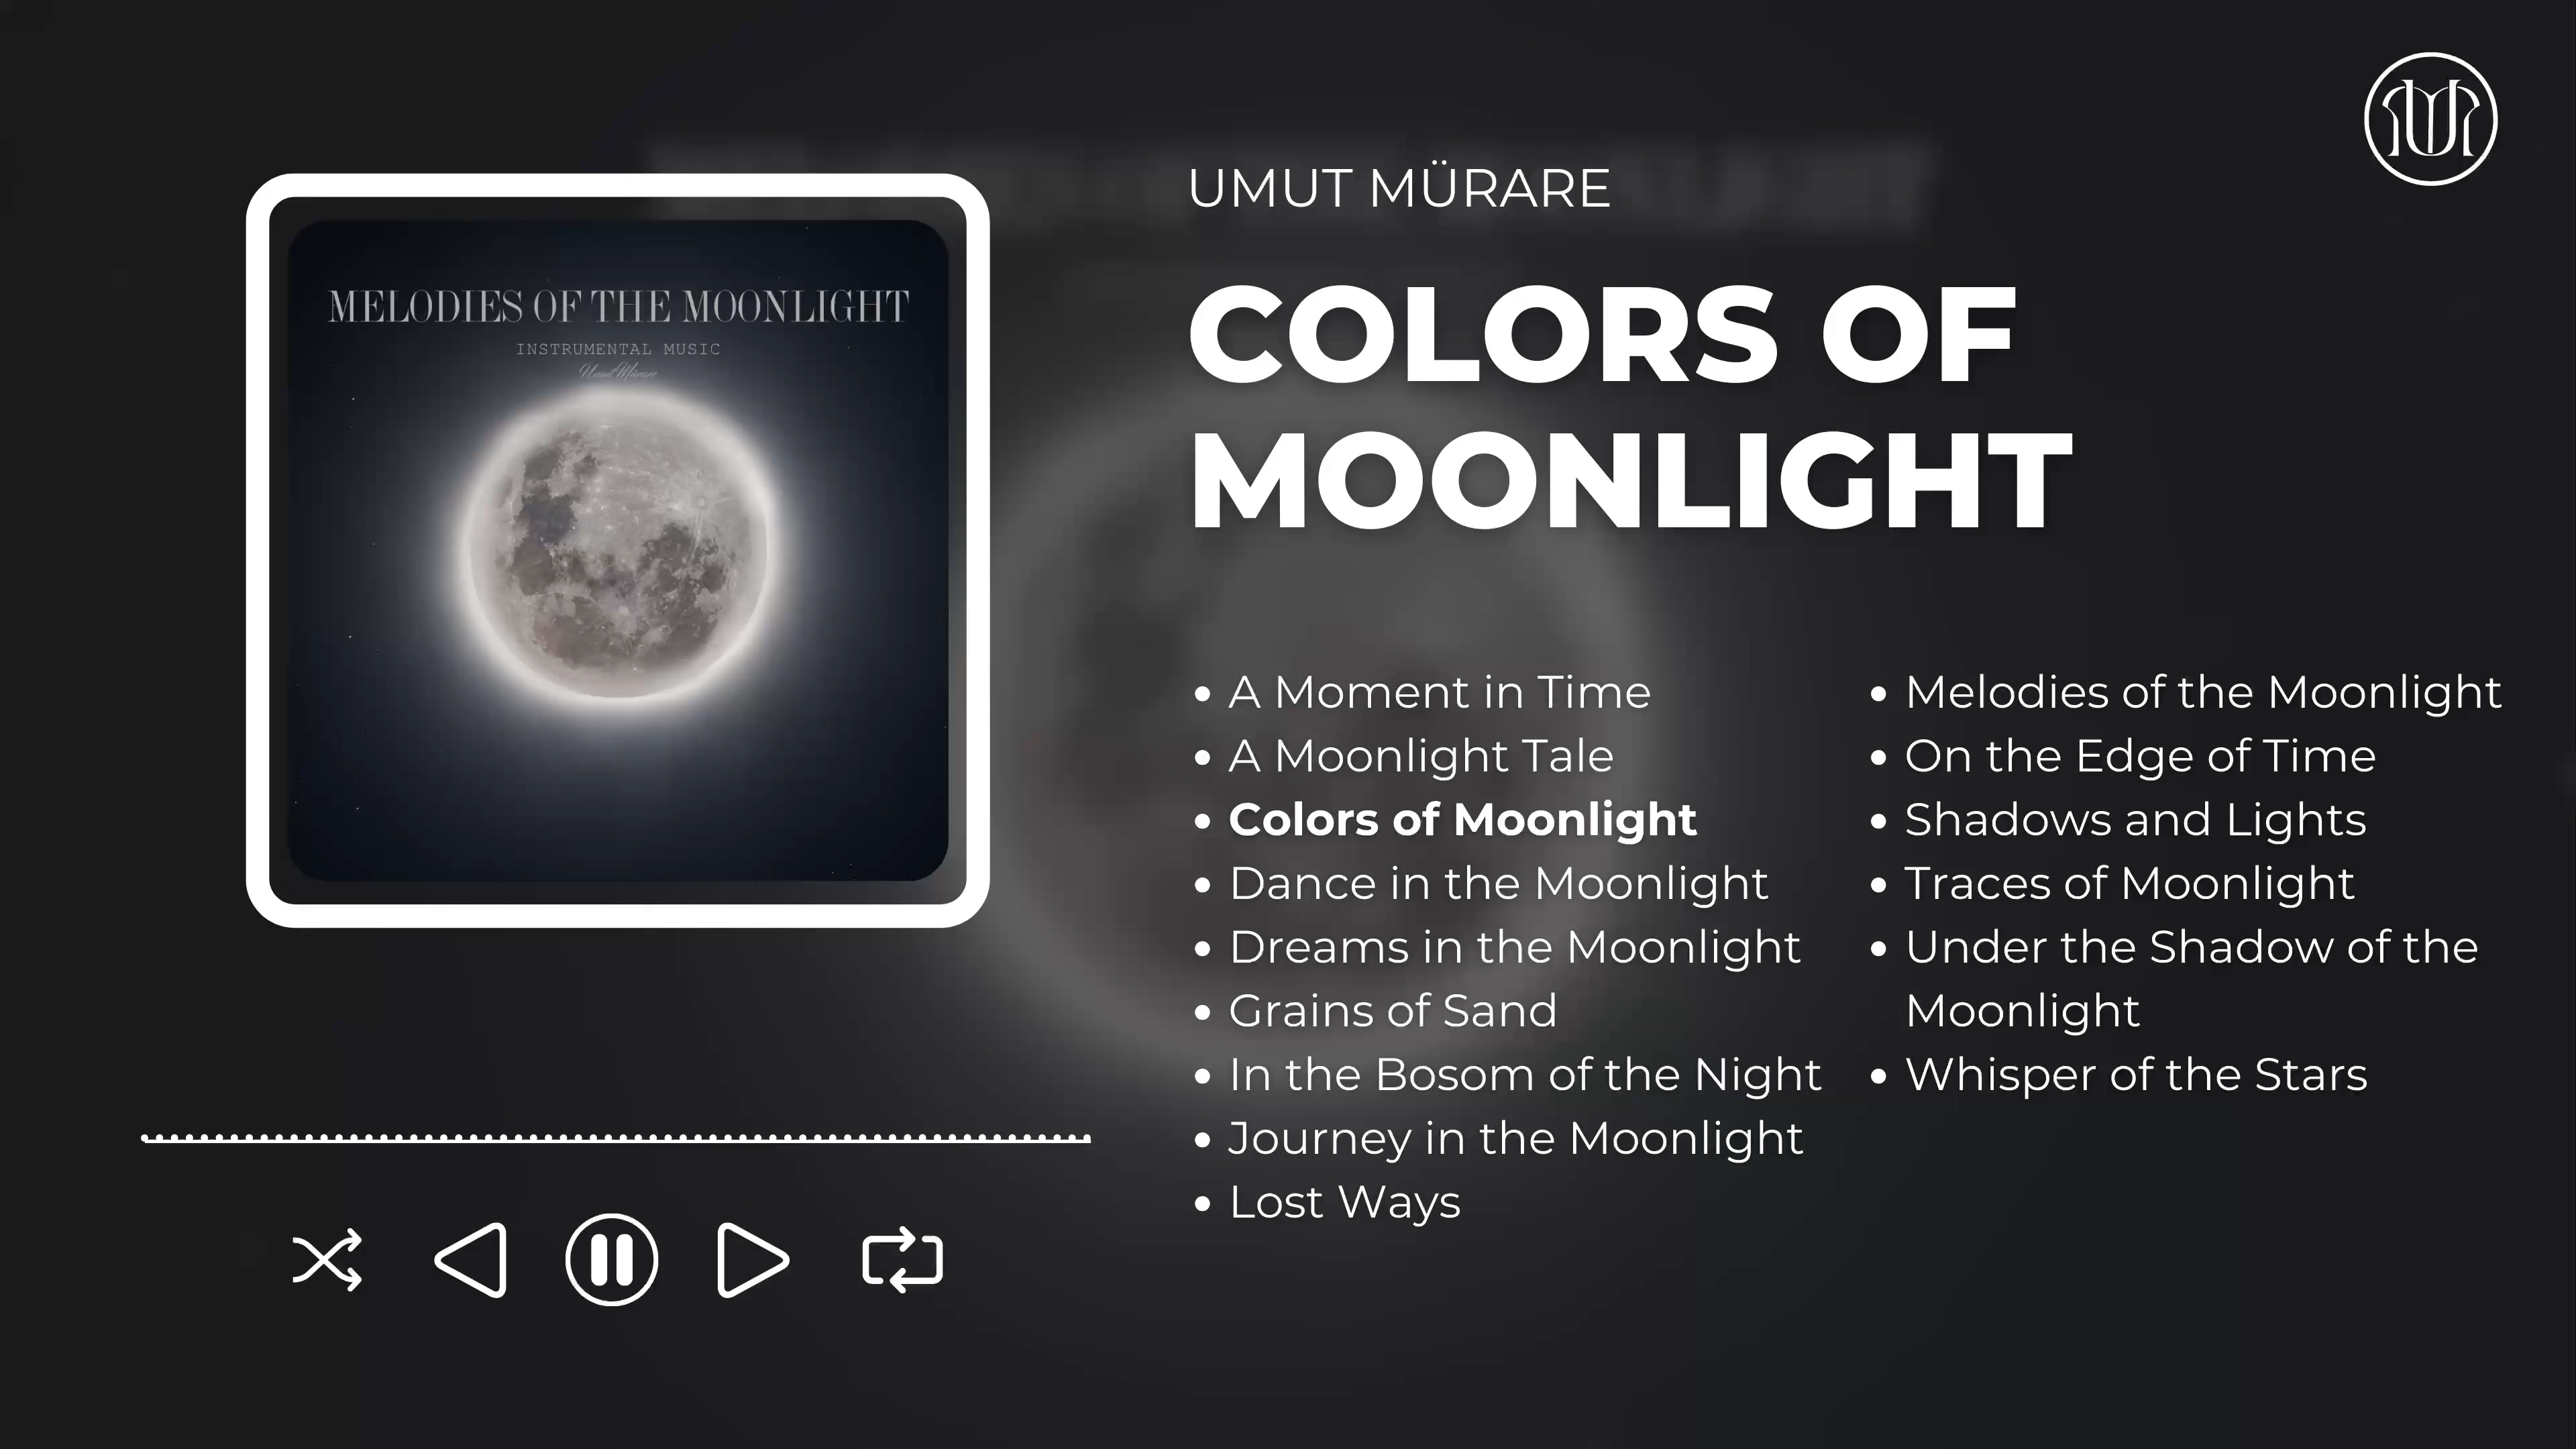 UMUT MÜRARE
COLORS OF
MOONLIGHT
MELODIES OF THE MOONLIGHT
INSTRUMENTAL MUSIC
Umut Mürare
• A Moment in Time
• A Moonlight Tale
• Colors of Moonlight
• Dance in the Moonlight
• Dreams in the Moonlight
• Grains of Sand
• In the Bosom of the Night
• Journey in the Moonlight
• Lost Ways
• Melodies of the Moonlight
• On the Edge of Time
• Shadows and Lights
• Traces of Moonlight
• Under the Shadow of the
Moonlight
• Whisper of the Stars